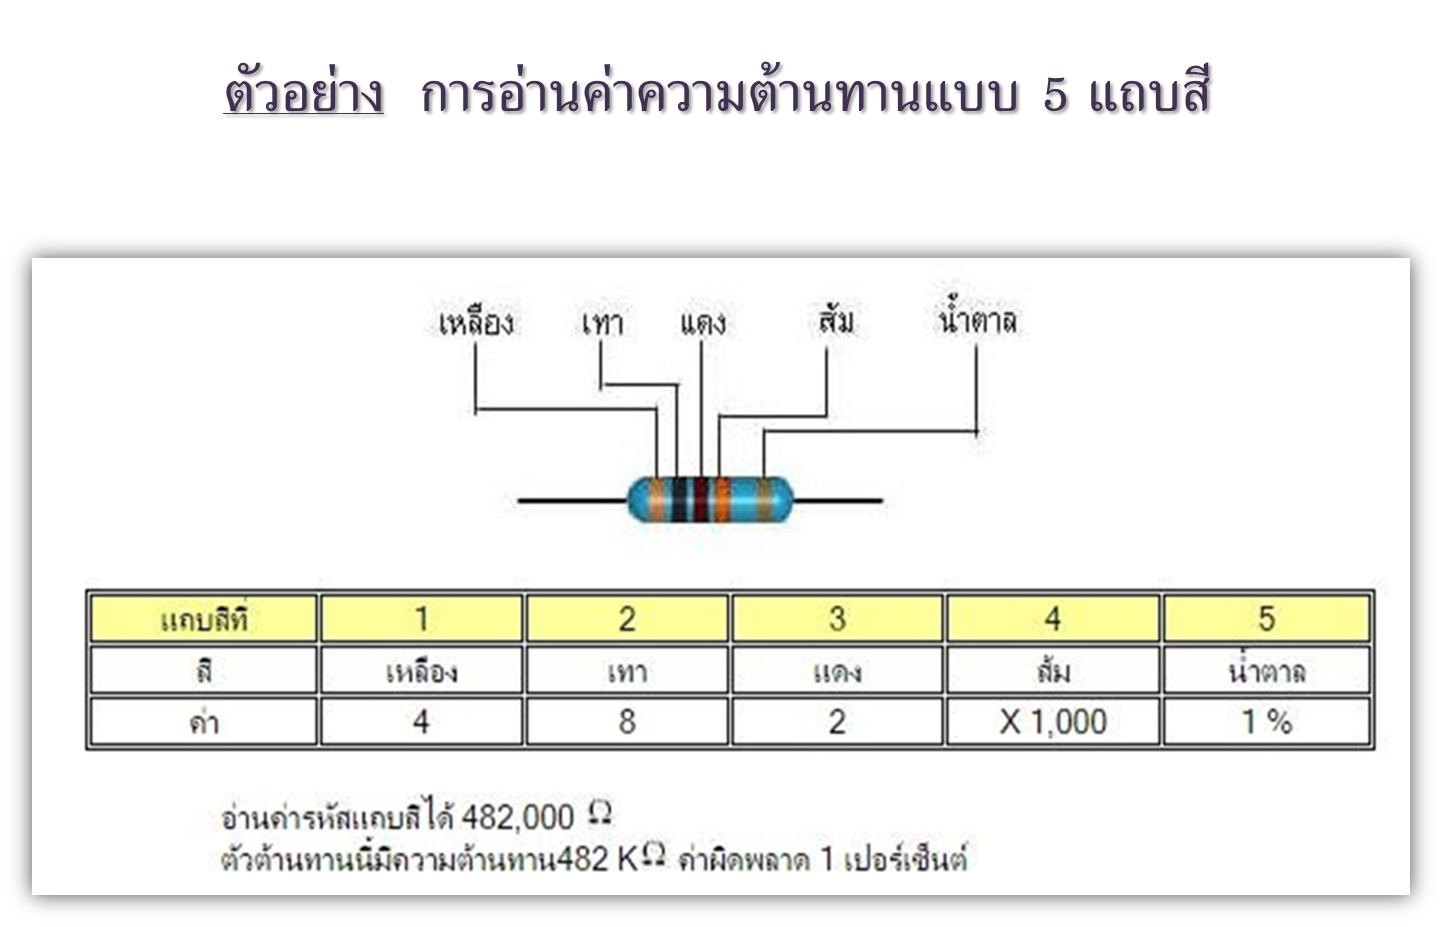 ตัวอย่าง การอ่านค่าความต้านทานแบบ 5 แถบสี
เหลือง เทา แดง ส้ม น้ำตาล
แถบสีที่ 1 2 3 4 5
สี เหลือง เทา แดง ส้ม น้ำตาล
ค่า 4 8 2 X 1,000 1 %
อ่านค่ารหัสแถบสีได้ 482,000 Ω
ตัวต้านทานนี้มีความต้านทาน482 KΩ ค่าผิดพลาด 1 เปอร์เซ็นต์